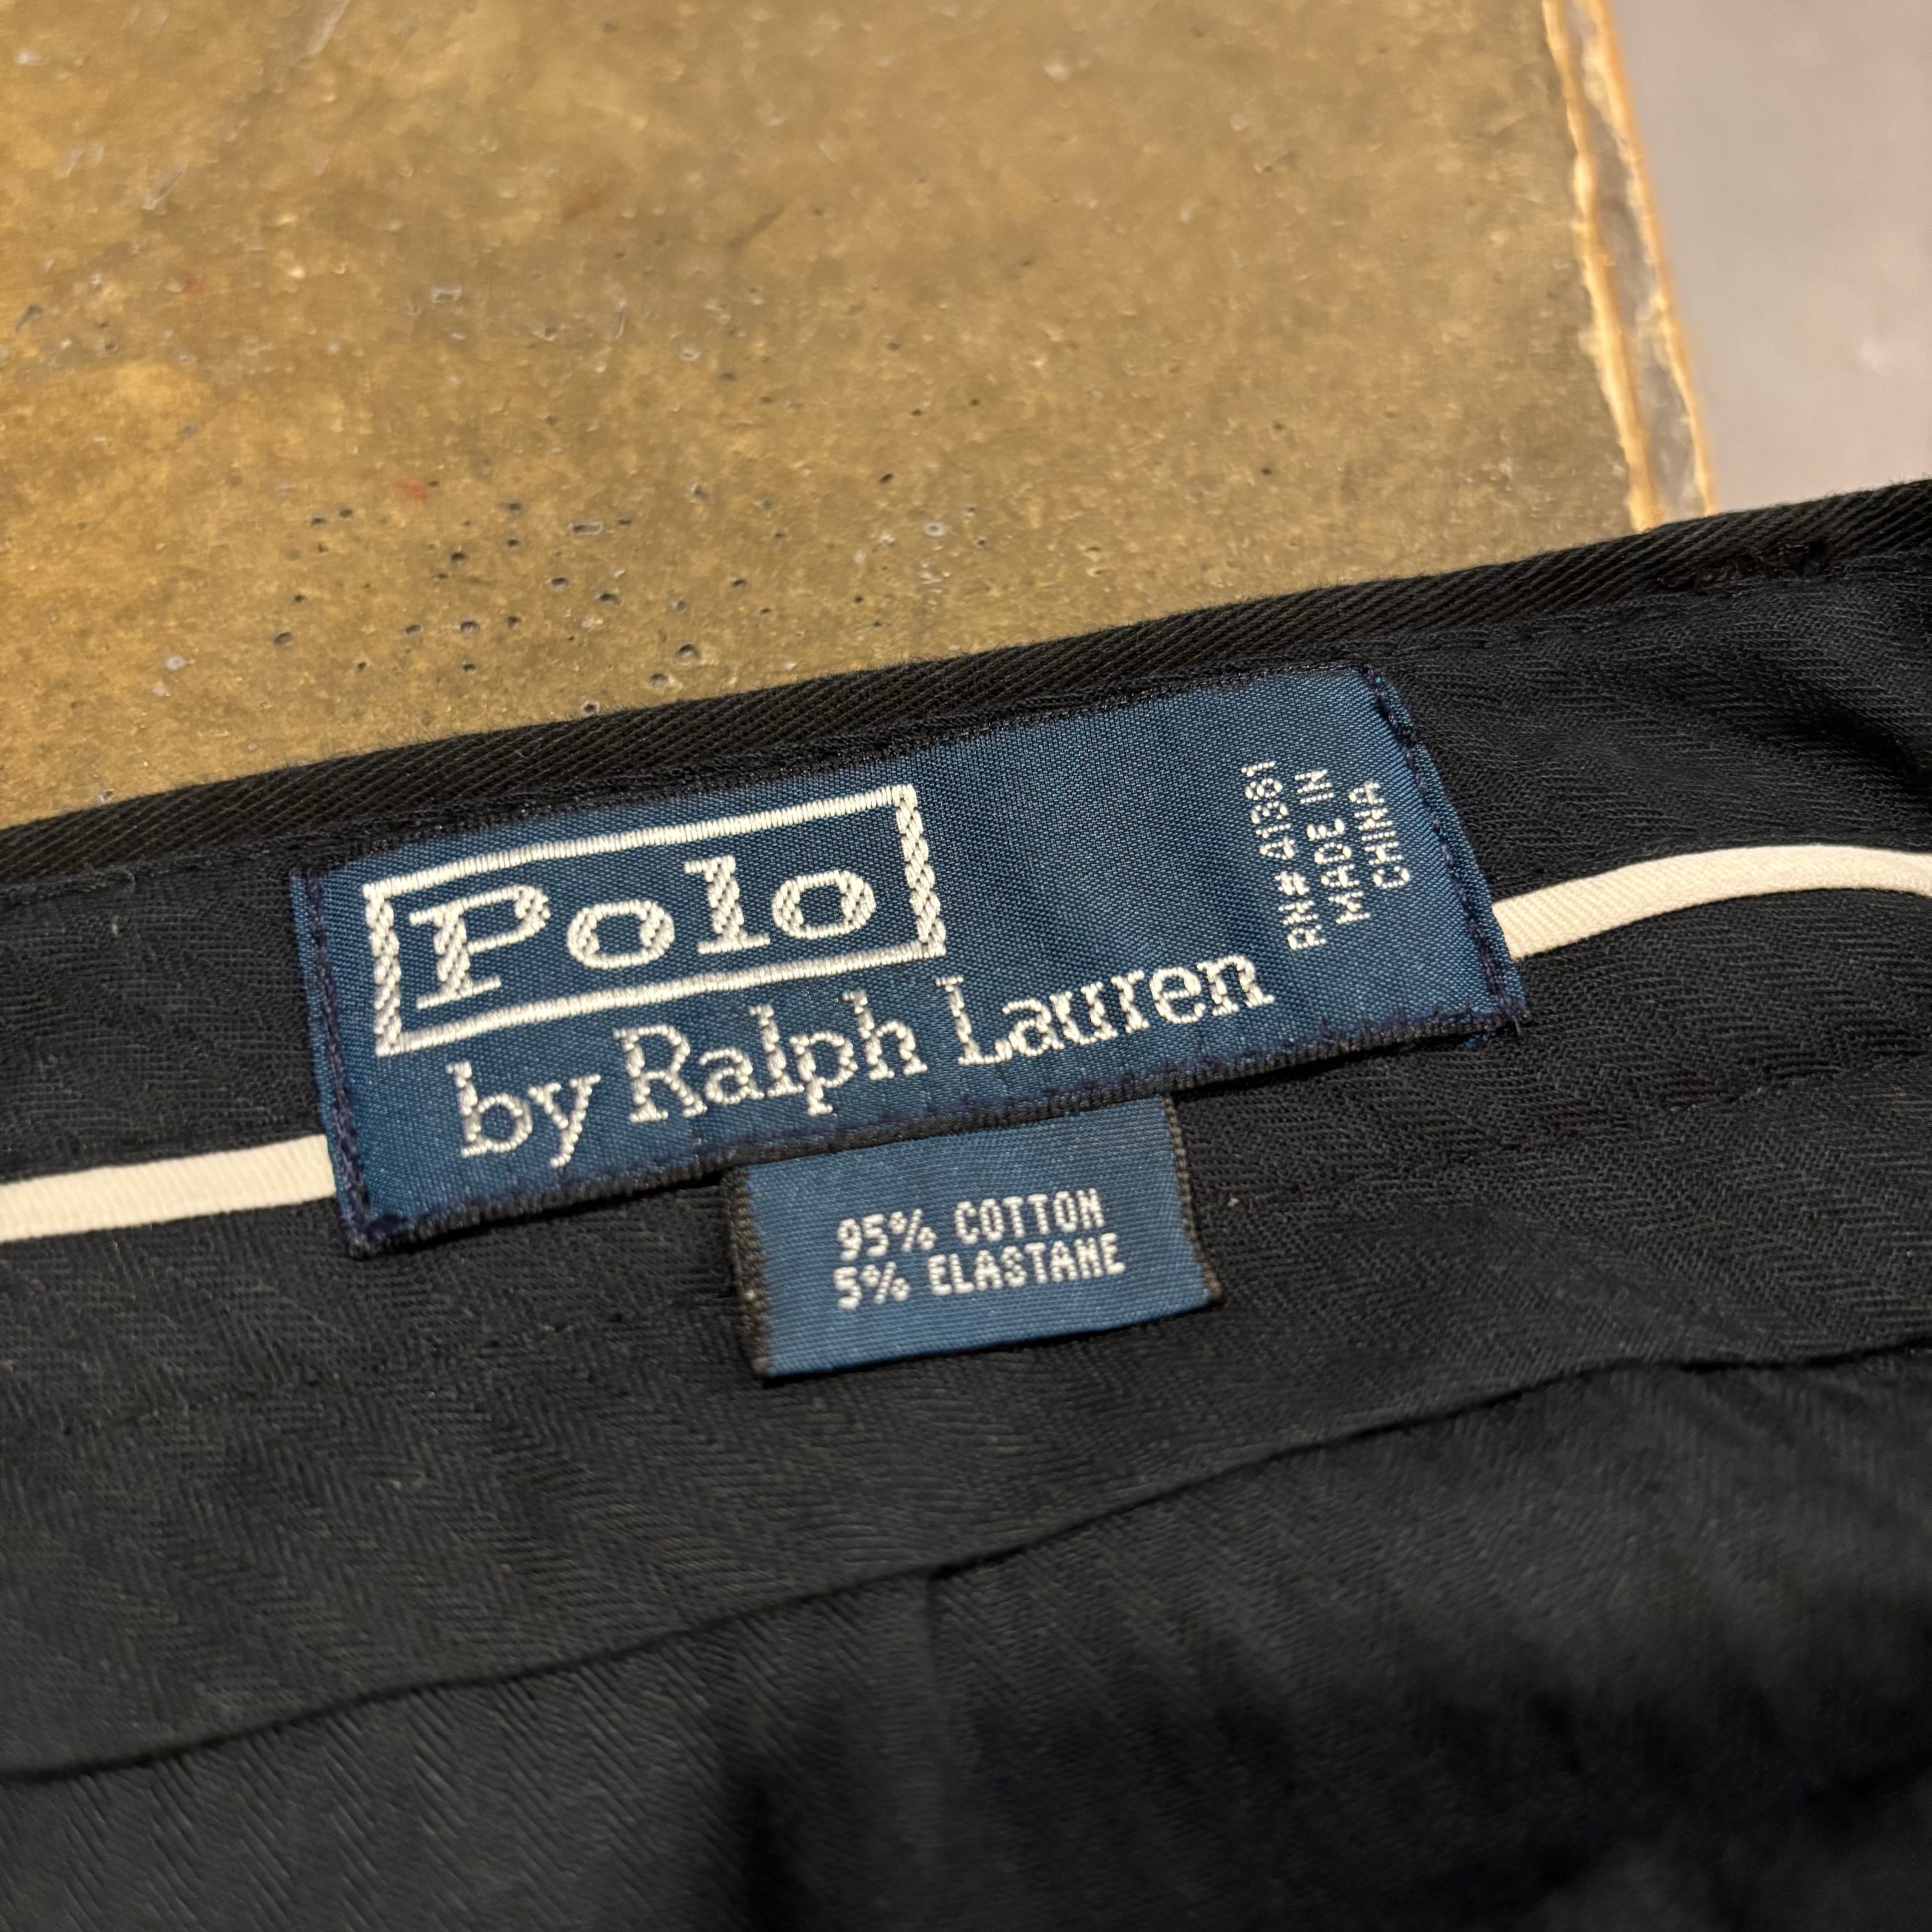 Polo
by Ralph Lauren
RN# 41381
MADE IN
CHINA
95% COTTON
5% ELASTANE